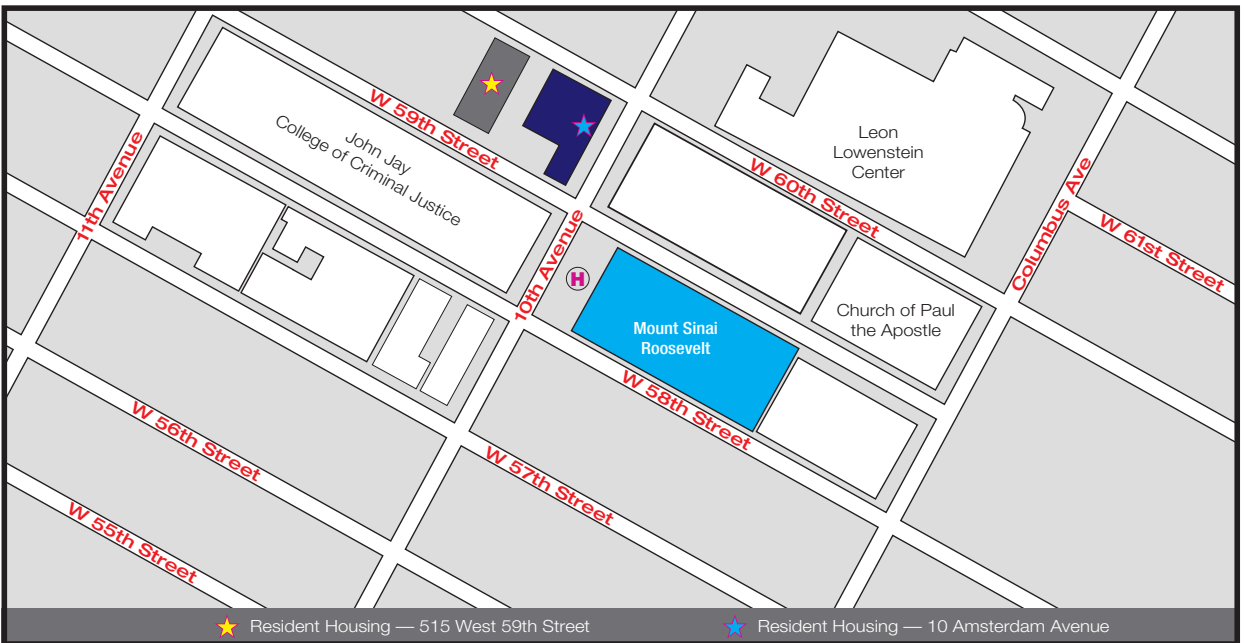 W 59th Street
John Jay
College of Criminal Justice
11th Avenue
10th Avenue
H
W 60th Street
Leon
Lowenstein
Center
Columbus Ave
W 61st Street
Church of Paul
the Apostle
Mount Sinai
Roosevelt
W 58th Street
W 57th Street
W 56th Street
W 55th Street
Resident Housing — 515 West 59th Street
Resident Housing — 10 Amsterdam Avenue